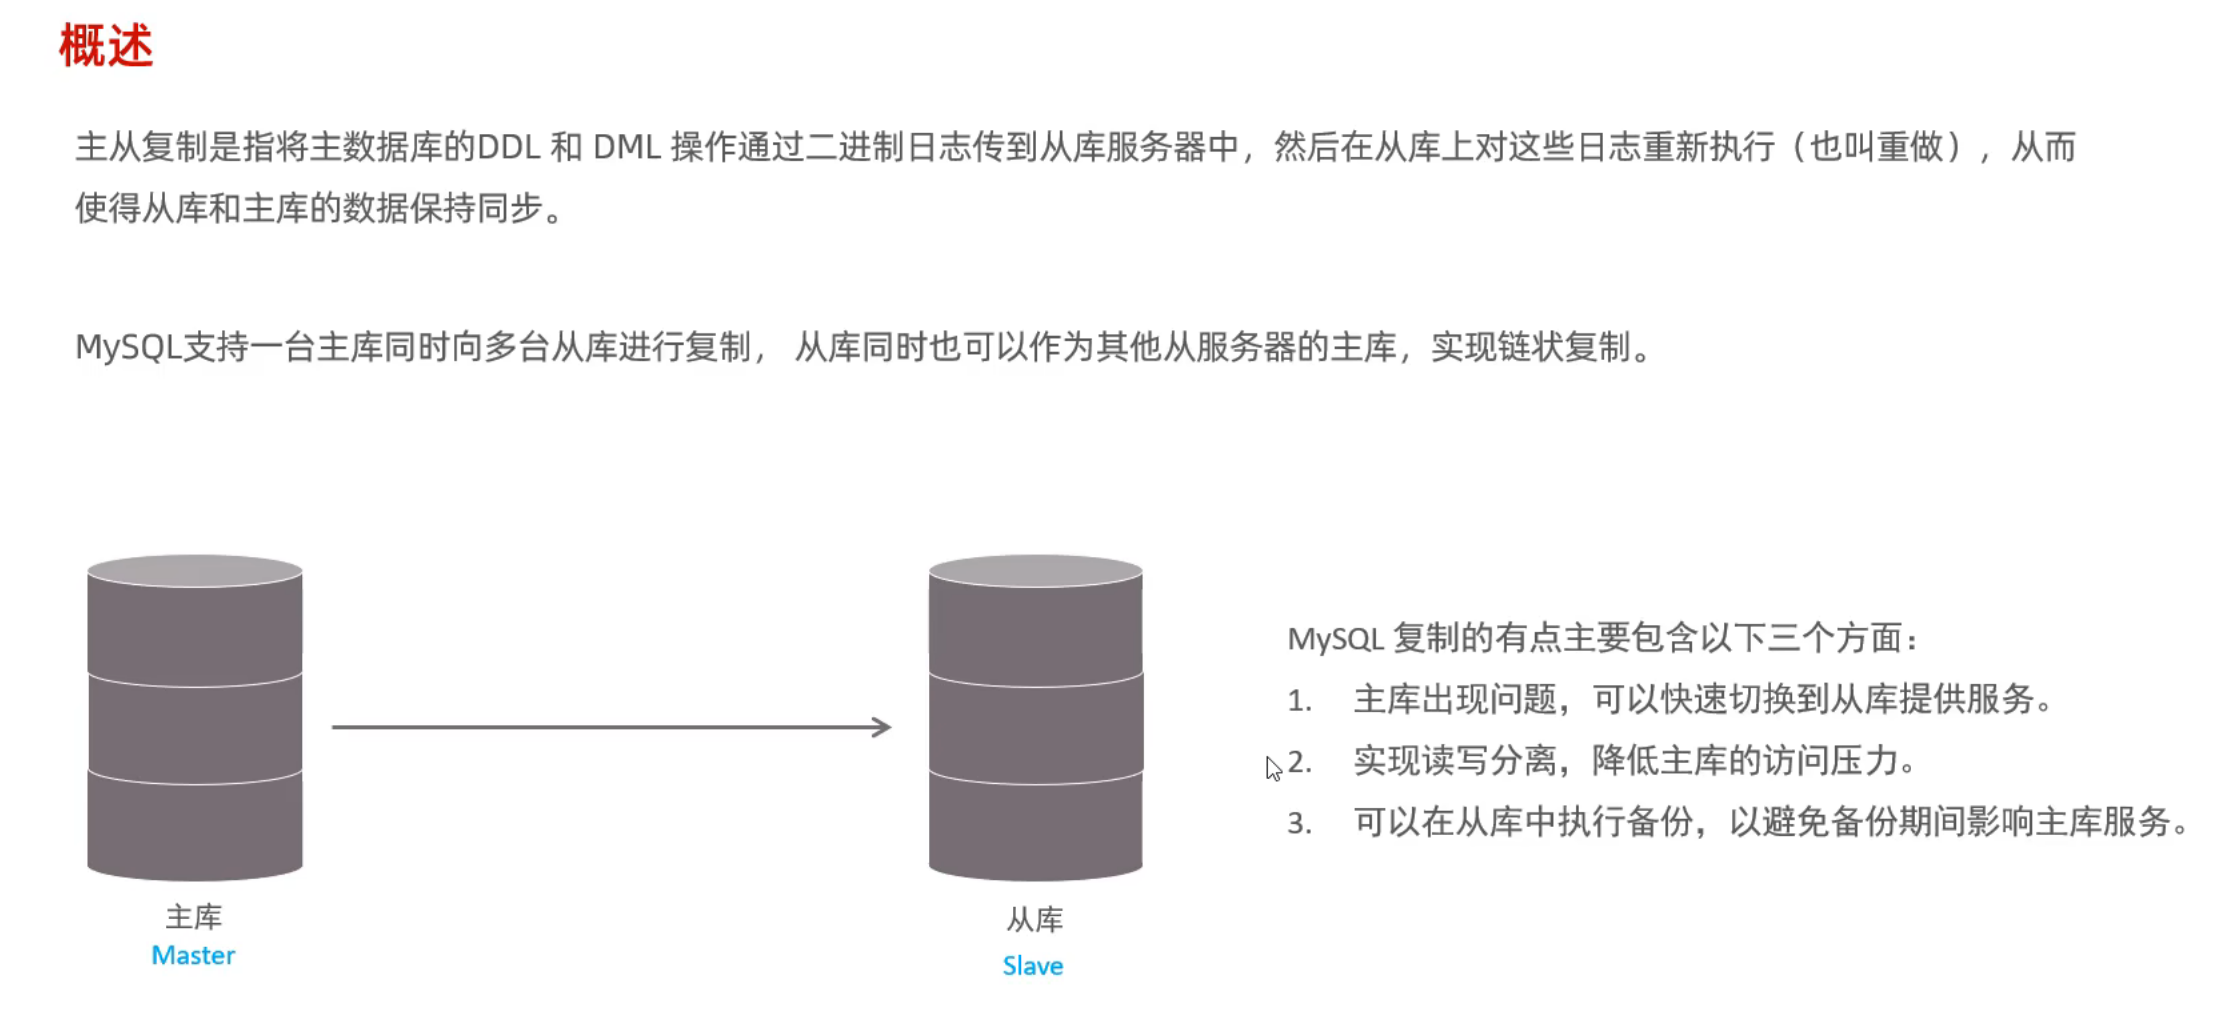 概述
主从复制是指将主数据库的DDL 和 DML 操作通过二进制日志传到从库服务器中，然后在从库上对这些日志重新执行（也叫重做），从而
使得从库和主库的数据保持同步。
MySQL支持一台主库同时向多台从库进行复制， 从库同时也可以作为其他从服务器的主库，实现链状复制。
MySQL 复制的有点主要包含以下三个方面：
1. 主库出现问题，可以快速切换到从库提供服务。
2. 实现读写分离，降低主库的访问压力。
3. 可以在从库中执行备份，以避免备份期间影响主库服务。
主库
Master
从库
Slave